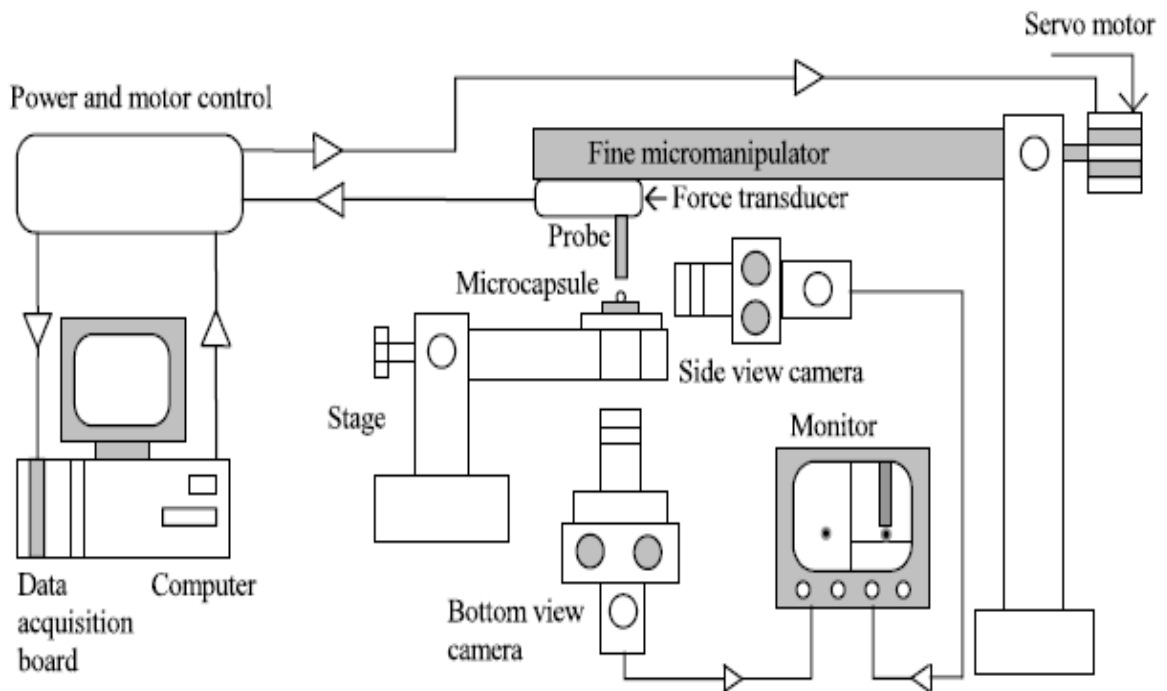 Servo motor
Power and motor control
Fine micromanipulator
Force transducer
Probe
Microcapsule
Side view camera
Stage
Monitor
Data
acquisition
board
Computer
Bottom view
camera